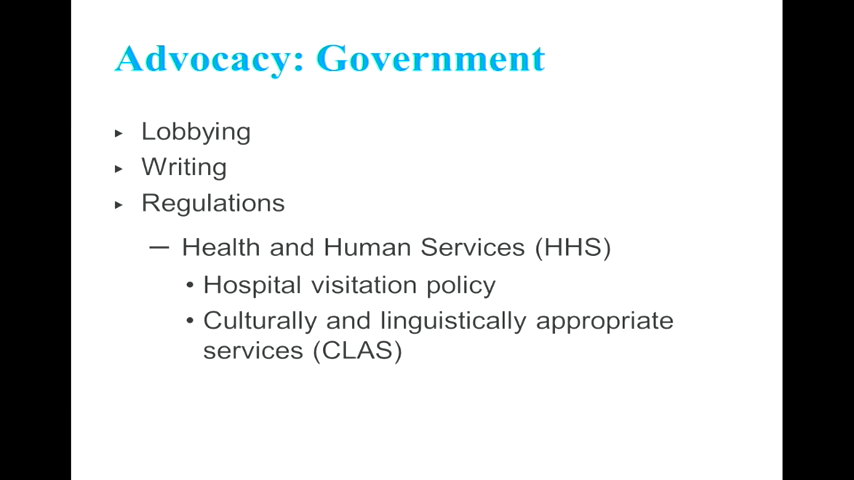 Advocacy: Government
▸ Lobbying
▸ Writing
▸ Regulations
— Health and Human Services (HHS)
• Hospital visitation policy
• Culturally and linguistically appropriate
services (CLAS)